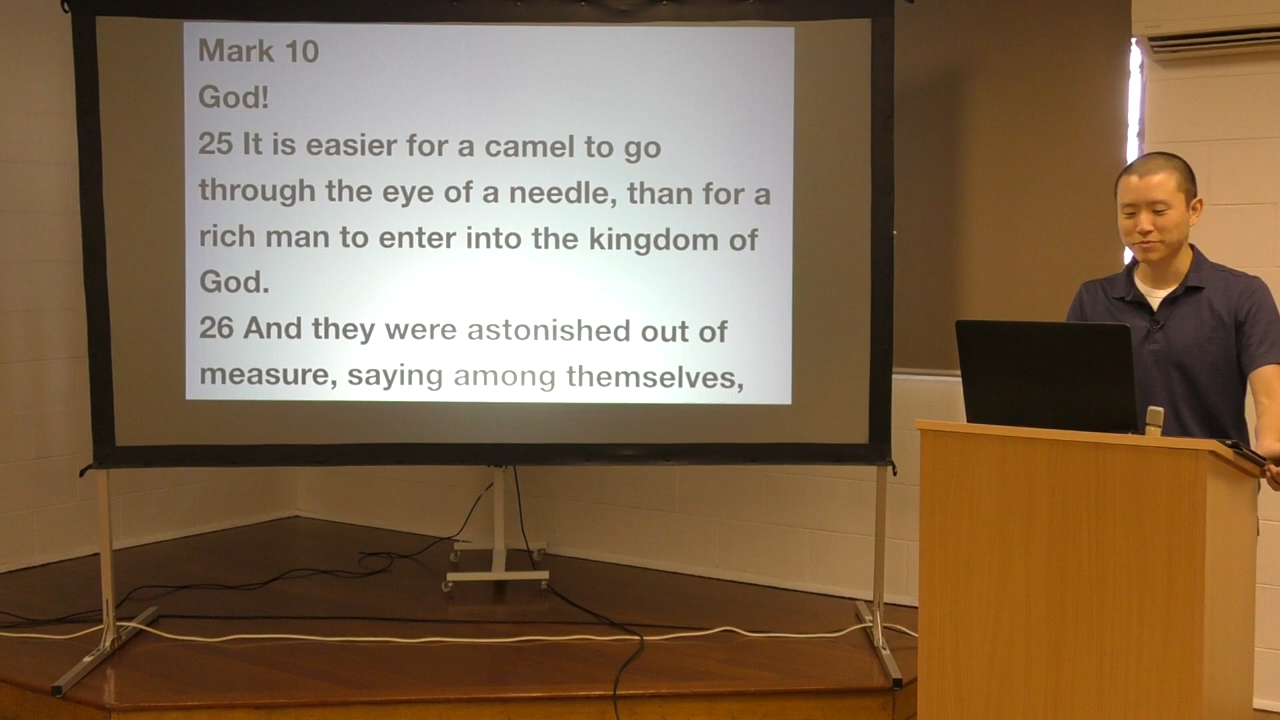 Mark 10
God!
25 It is easier for a camel to go
through the eye of a needle, than for a
rich man to enter into the kingdom of
God.
26 And they were astonished out of
measure, saying among themselves,